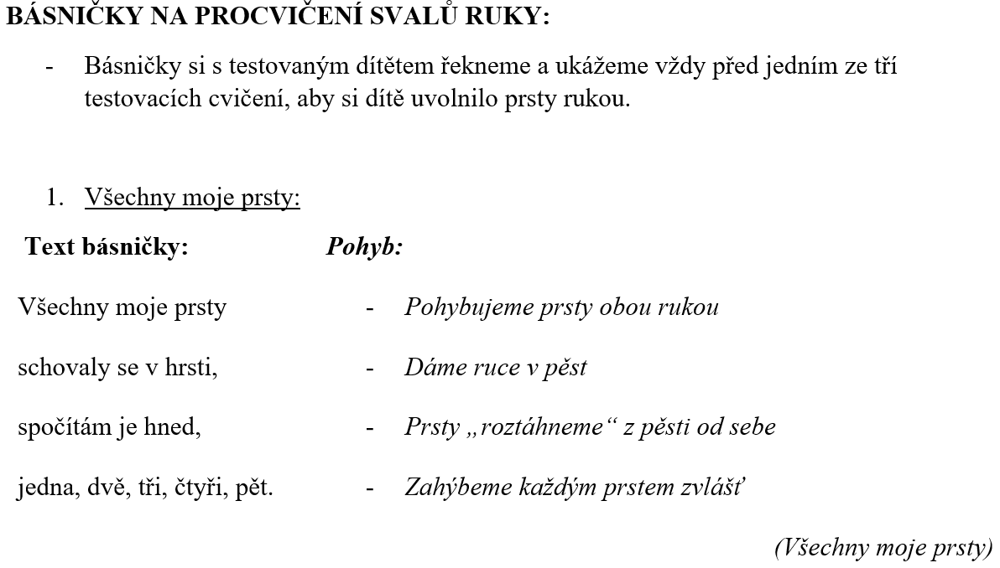 BÁSNIČKY NA PROCVIČENÍ SVALŮ RUKY:
- Básničky si s testovaným dítětem řekneme a ukážeme vždy před jedním ze tří
testovacích cvičení, aby si dítě uvolnilo prsty rukou.
1. Všechny moje prsty:
Text básničky: Pohyb:
Všechny moje prsty - Pohybujeme prsty obou rukou
schovaly se v hrsti, - Dáme ruce v pěst
spočítám je hned, - Prsty „roztáhneme“ z pěsti od sebe
jedna, dvě, tři, čtyři, pět. - Zahýbeme každým prstem zvlášť
(Všechny moje prsty)